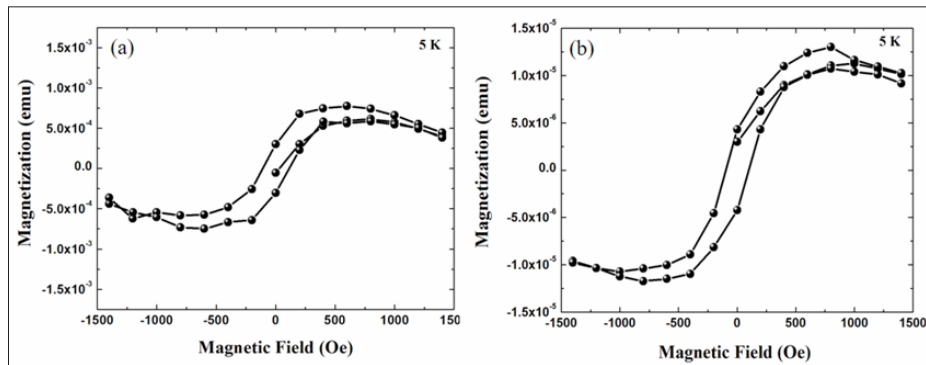 (a)
5 K
1.5x10⁻³
1.0x10⁻³
5.0x10⁻⁴
0.0
-5.0x10⁻⁴
-1.0x10⁻³
-1.5x10⁻³
Magnetization (emu)
-1500 -1000 -500 0 500 1000 150
Magnetic Field (Oe)
(b)
5 K
1.5x10⁻⁵
1.0x10⁻⁵
5.0x10⁻⁶
0.0
-5.0x10⁻⁶
-1.0x10⁻⁵
-1.5x10⁻⁵
Magnetization (emu)
-1500 -1000 -500 0 500 1000 1500
Magnetic Field (Oe)